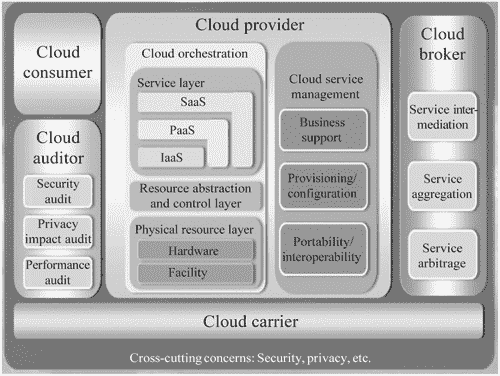 Cloud
consumer
Cloud
auditor
Security
audit
Privacy
impact audit
Performance
audit
Cloud provider
Cloud orchestration
Service layer
SaaS
PaaS
IaaS
Resource abstraction
and control layer
Physical resource layer
Hardware
Facility
Cloud service
management
Business
support
Provisioning/
configuration
Portability/
interoperability
Cloud
broker
Service inter-
mediation
Service
aggregation
Service
arbitrage
Cloud carrier
Cross-cutting concerns: Security, privacy, etc.